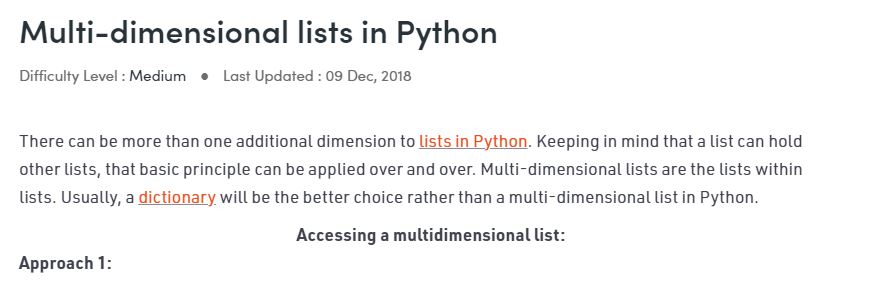 Multi-dimensional lists in Python
Difficulty Level : Medium ● Last Updated : 09 Dec, 2018
There can be more than one additional dimension to lists in Python. Keeping in mind that a list can hold
other lists, that basic principle can be applied over and over. Multi-dimensional lists are the lists within
lists. Usually, a dictionary will be the better choice rather than a multi-dimensional list in Python.
Accessing a multidimensional list:
Approach 1: